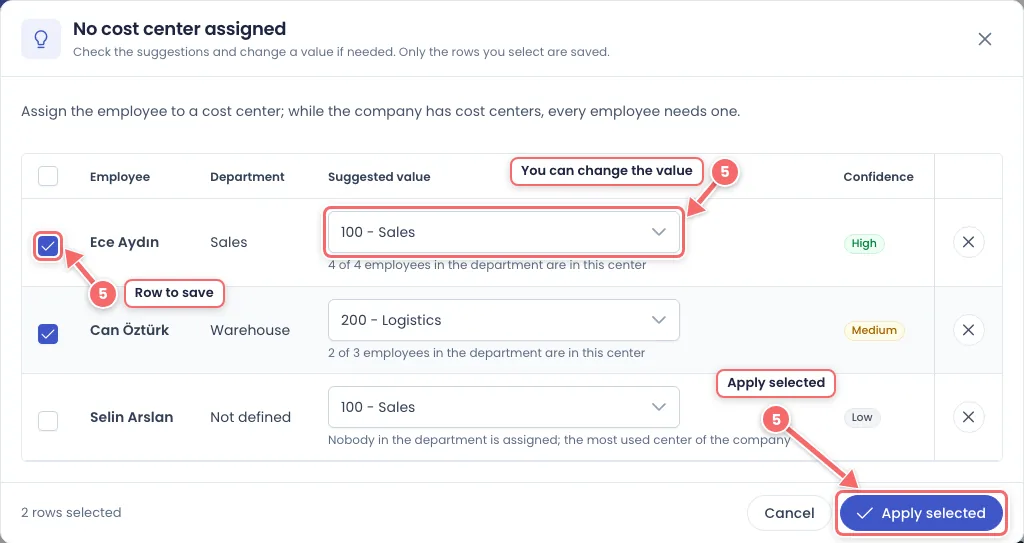 No cost center assigned
Check the suggestions and change a value if needed. Only the rows you select are saved.
Assign the employee to a cost center; while the company has cost centers, every employee needs one.
You can change the value
5
Employee Department Suggested value Confidence
Ece Aydın Sales 100 - Sales High
4 of 4 employees in the department are in this center
5 Row to save
Can Öztürk Warehouse 200 - Logistics Medium
2 of 3 employees in the department are in this center
Apply selected
Selin Arslan Not defined 100 - Sales Low
5
Nobody in the department is assigned; the most used center of the company
2 rows selected Cancel Apply selected